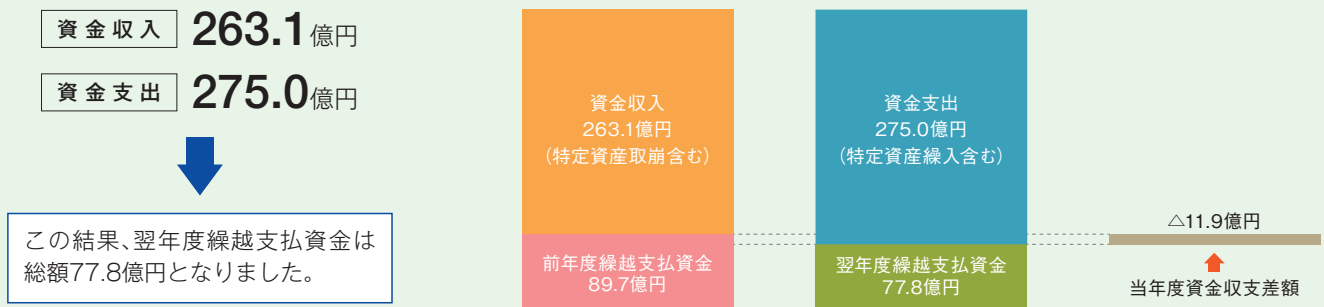 資金収入 263.1億円
資金支出 275.0億円
この結果、翌年度繰越支払資金は
総額77.8億円となりました。
資金収入
263.1億円
(特定資産取崩含む)
前年度繰越支払資金
89.7億円
資金支出
275.0億円
(特定資産繰入含む)
翌年度繰越支払資金
77.8億円
△11.9億円
当年度資金収支差額